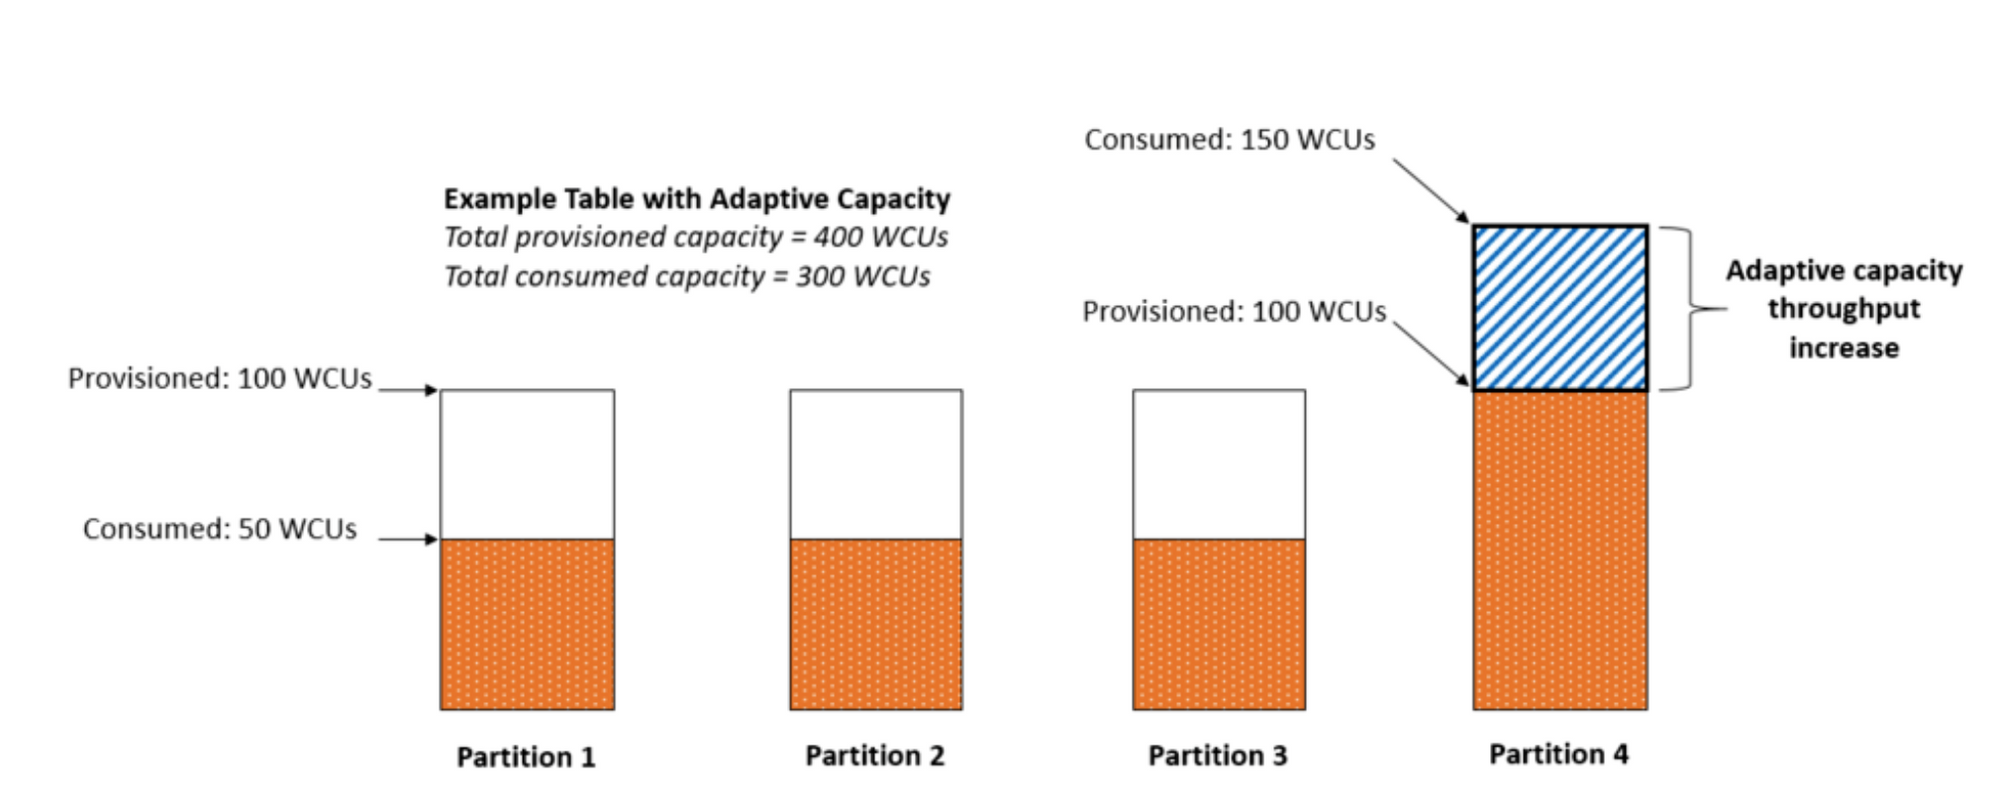 Consumed: 150 WCUs
Example Table with Adaptive Capacity
Total provisioned capacity = 400 WCUs
Total consumed capacity = 300 WCUs
Adaptive capacity
throughput
increase
Provisioned: 100 WCUs
Provisioned: 100 WCUs
Consumed: 50 WCUs
Partition 1
Partition 2
Partition 3
Partition 4